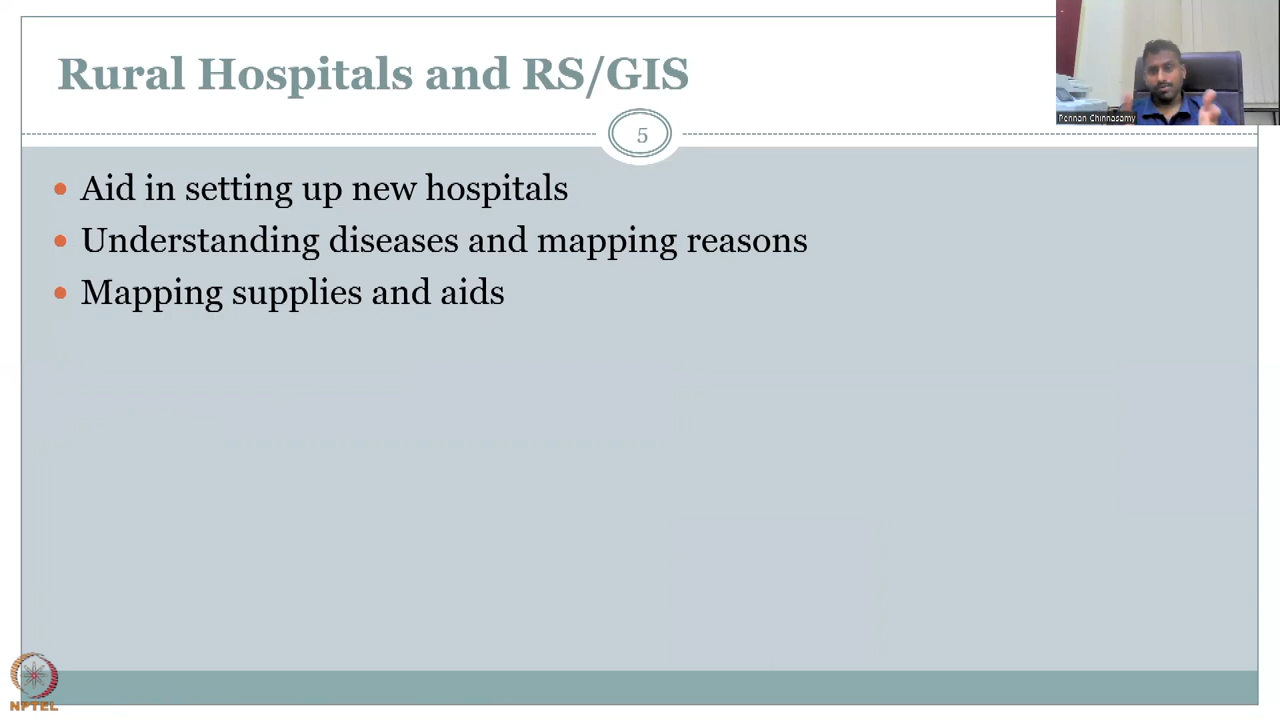 Rural Hospitals and RS/GIS
Pennan Chinnasamy
5
• Aid in setting up new hospitals
• Understanding diseases and mapping reasons
• Mapping supplies and aids
NPTEL